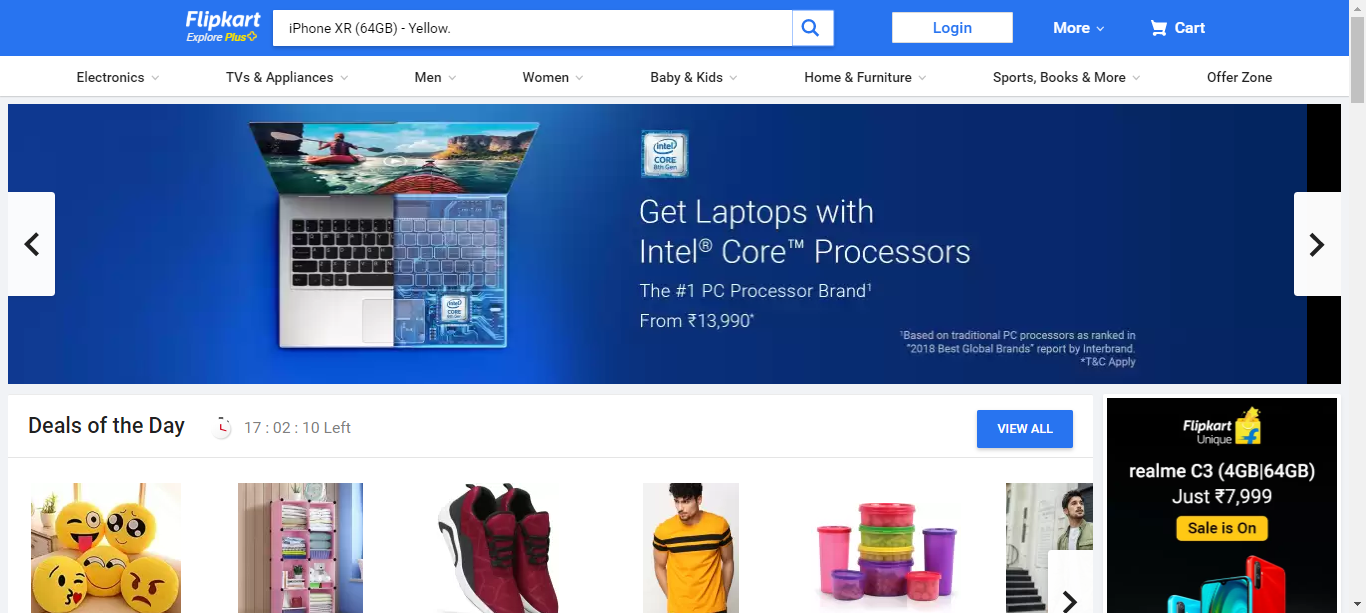 Flipkart
Explore Plus
iPhone XR (64GB) - Yellow.
Login
More
Cart
Electronics
TVs & Appliances
Men
Women
Baby & Kids
Home & Furniture
Sports, Books & More
Offer Zone
intel
CORE
8th Gen
Get Laptops with
Intel® Core™ Processors
The #1 PC Processor Brand¹
From ₹13,990*
¹Based on traditional PC processors as ranked in
"2018 Best Global Brands" report by Interbrand.
*T&C Apply
intel
CORE
Deals of the Day
17 : 02 : 10 Left
VIEW ALL
Flipkart
Unique
realme C3 (4GB|64GB)
Just ₹7,999
Sale is On